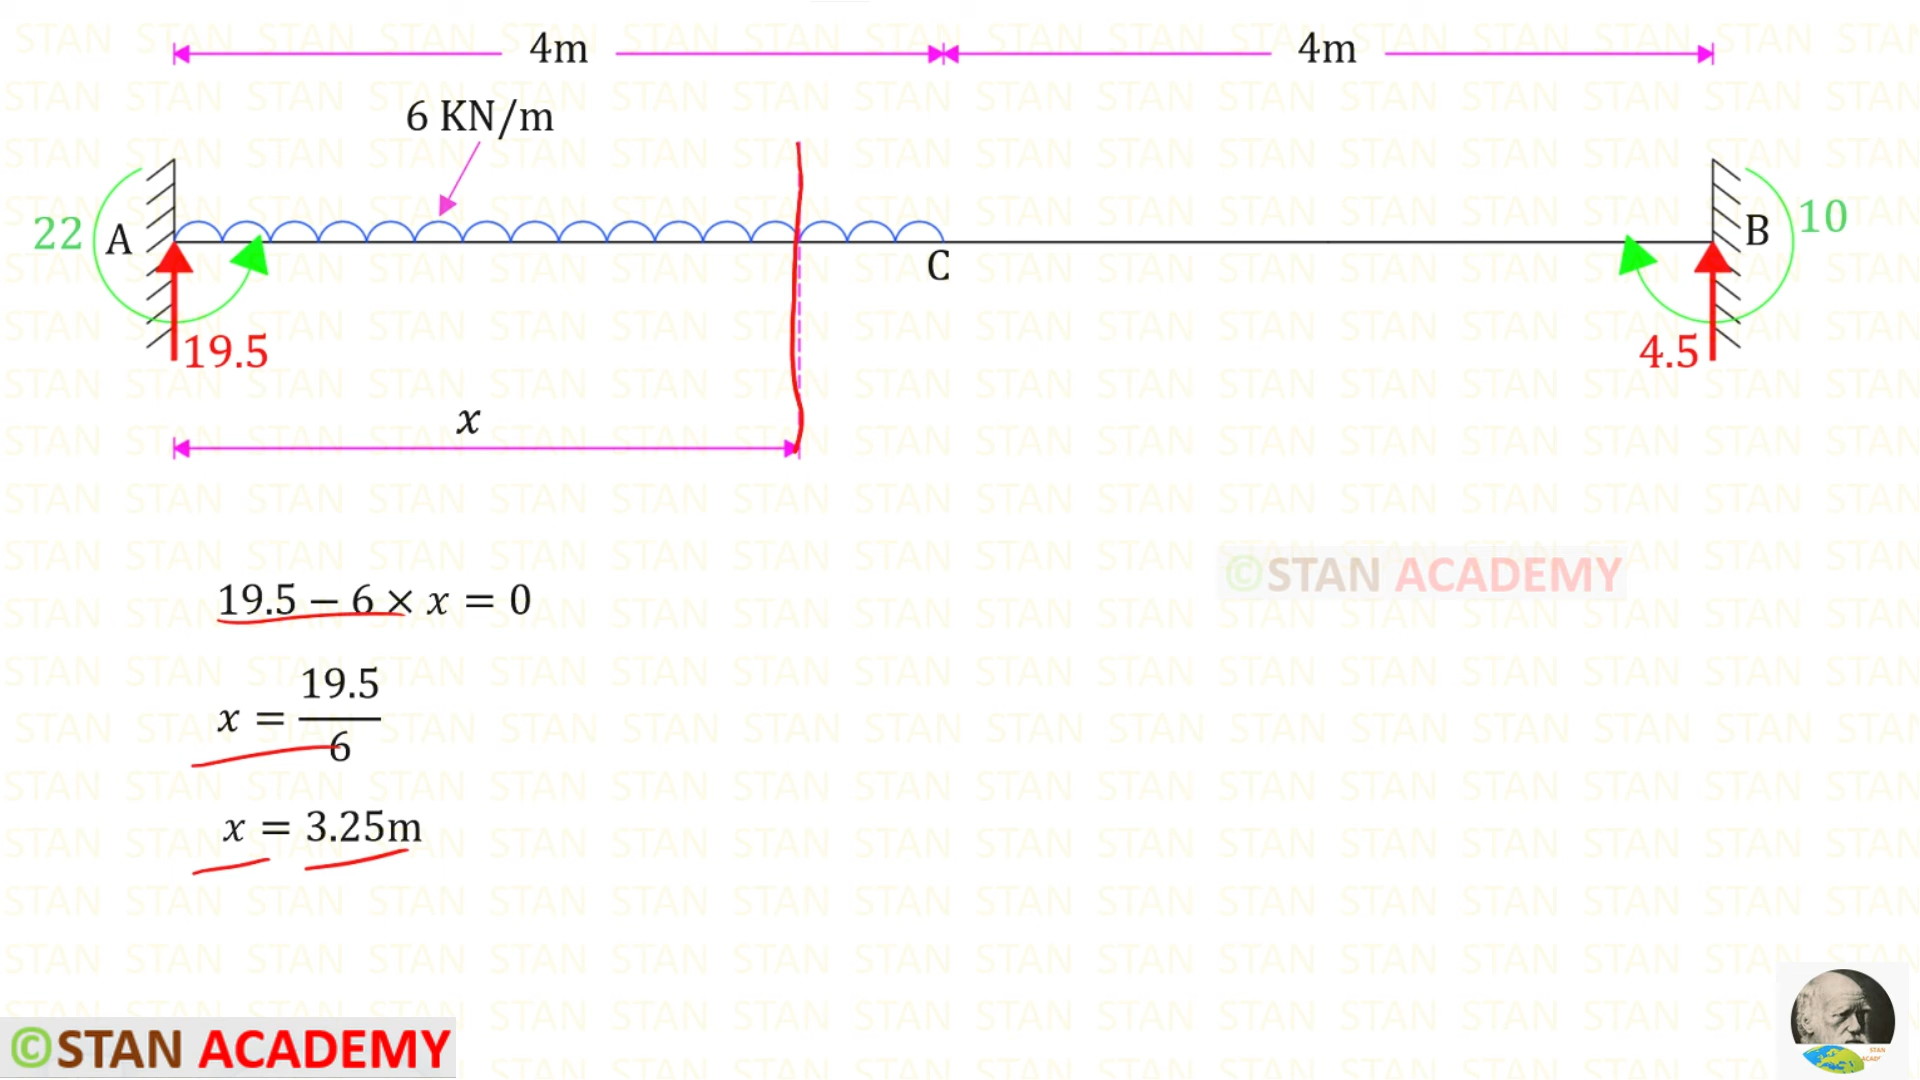 4m 4m
6 KN/m
22 A B 10
C
19.5 4.5
x
19.5 − 6 × x = 0
x = 19.5/6
x = 3.25m
©STAN ACADEMY
©STAN ACADEMY
STAN